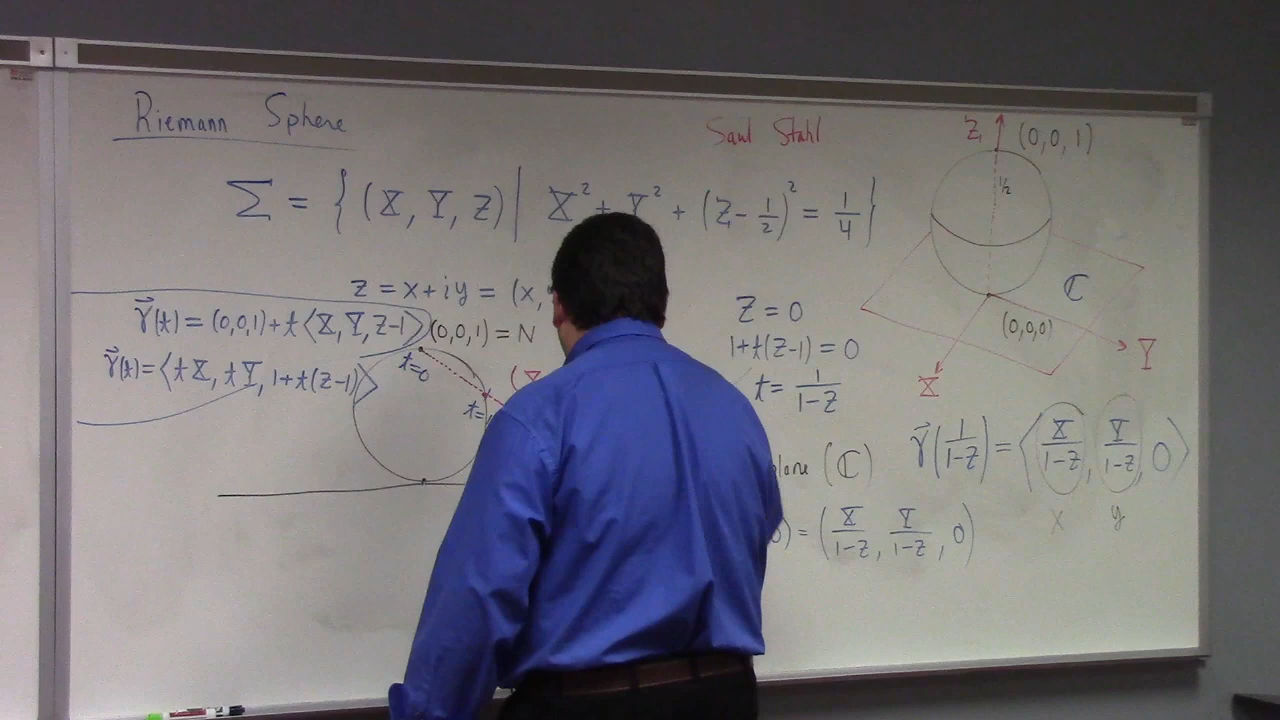 Riemann Sphere
Saul Stahl
Z
(0,0,1)
1/2
Σ = { (X, Y, Z) | X² + Y² + (Z - 1/2)² = 1/4 }
ℂ
(0,0,0)
Y
X
z = x + iy = (x,
γ⃗(t) = (0,0,1) + t⟨X, Y, Z-1⟩
(0,0,1) = N
γ⃗(t) = ⟨tX, tY, 1+t(Z-1)⟩
t=0
t=
(X
Z = 0
1+t(Z-1) = 0
t = 1/(1-Z)
γ⃗(1/(1-Z)) = ⟨X/(1-Z), Y/(1-Z), 0⟩
x y
plane (ℂ)
0) = (X/(1-Z), Y/(1-Z), 0)